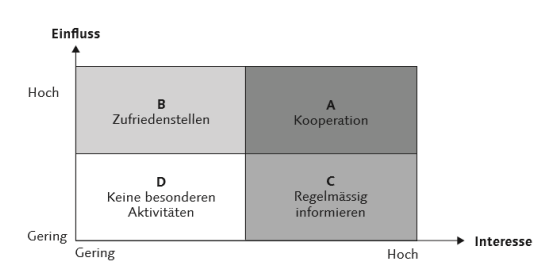 Einfluss
Hoch
B
Zufriedenstellen
A
Kooperation
D
Keine besonderen
Aktivitäten
C
Regelmässig
informieren
Gering
Gering
Hoch
Interesse